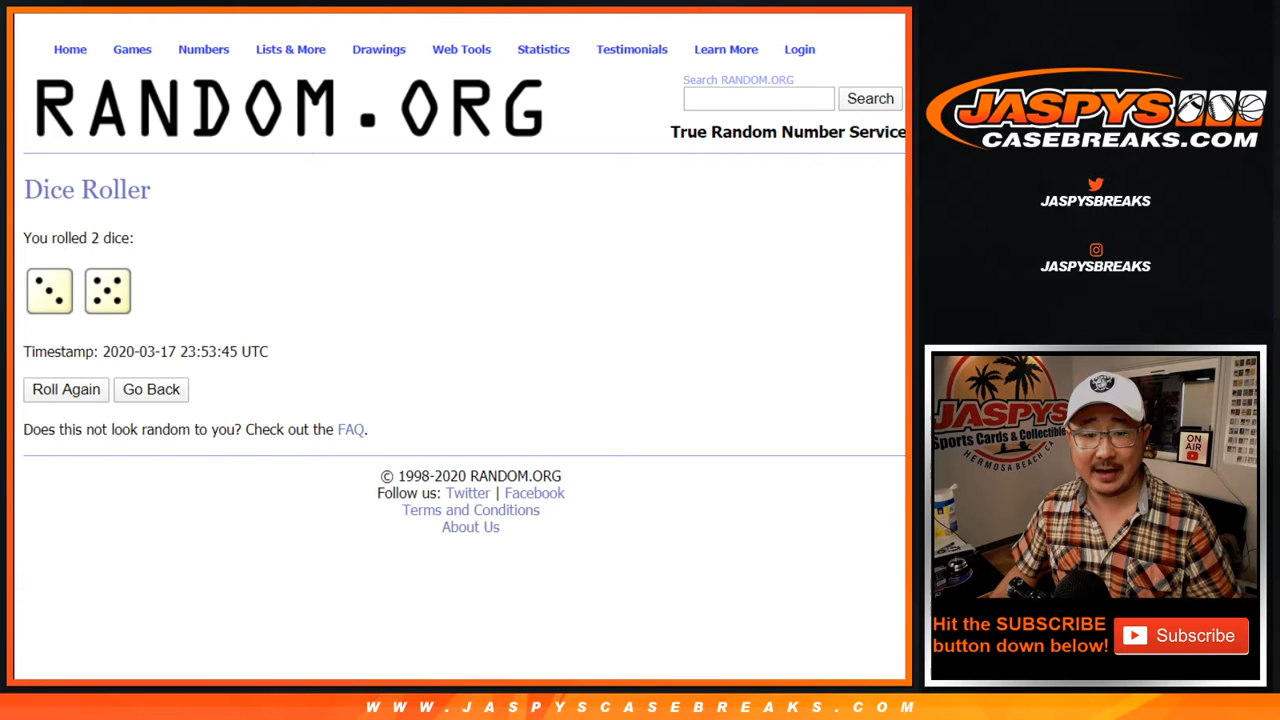 Home Games Numbers Lists & More Drawings Web Tools Statistics Testimonials Learn More Login
RANDOM.ORG
Search RANDOM.ORG
Search
True Random Number Service
Dice Roller
You rolled 2 dice:
Timestamp: 2020-03-17 23:53:45 UTC
Roll Again Go Back
Does this not look random to you? Check out the FAQ.
© 1998-2020 RANDOM.ORG
Follow us: Twitter | Facebook
Terms and Conditions
About Us
JASPYS
CASEBREAKS.COM
JASPYSBREAKS
JASPYSBREAKS
JASPYS
Sports Cards & Collectible
HERMOSA BEACH, CA
ON
AIR
Hit the SUBSCRIBE
button down below!
Subscribe
WWW.JASPYSCASEBREAKS.COM